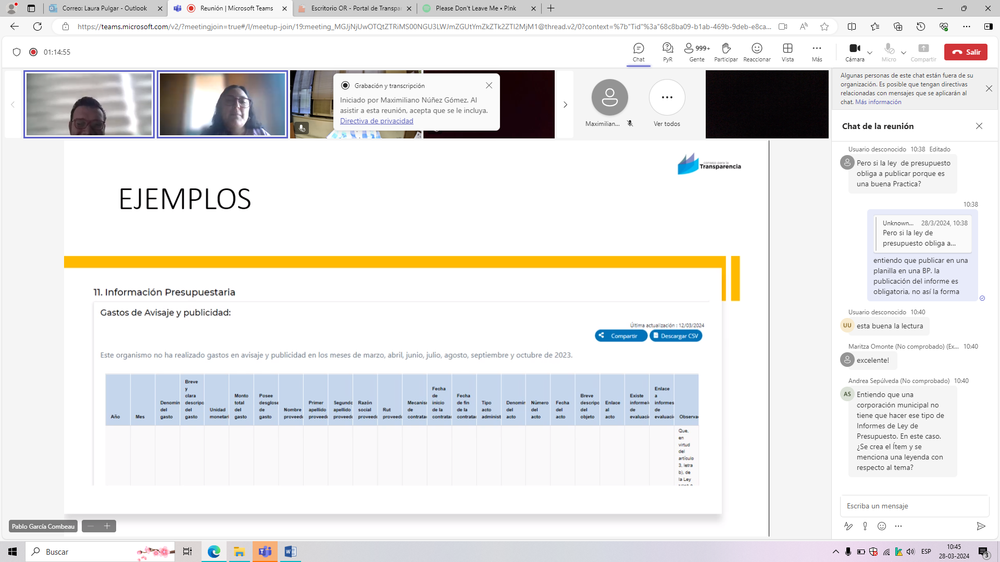 Correo: Laura Pulgar - Outlook
Reunión | Microsoft Teams
Escritorio OR - Portal de Transpa
Please Don't Leave Me • P!nk
https://teams.microsoft.com/v2/?meetingjoin=true#/l/meetup-join/19:meeting_MGJjNjUwOTQtZTRiMS00NGU3LWJmZGUtYmZkZTk2ZTI2MjM1@thread.v2/0?context=%7b"Tid"%3a"68c8ba09-b1ab-469b-9deb-e8ca...
01:14:55
Chat
PyR
999+
Gente
Participar
Reaccionar
Vista
Más
Cámara
Micro
Compartir
Salir
Grabación y transcripción
Iniciado por Maximiliano Núñez Gómez. Al
asistir a esta reunión, acepta que se le incluya.
Directiva de privacidad
Maximilian...
Ver todos
consejo para la
Transparencia
EJEMPLOS
11. Información Presupuestaria
Gastos de Avisaje y publicidad:
Última actualización : 12/03/2024
Compartir
Descargar CSV
Este organismo no ha realizado gastos en avisaje y publicidad en los meses de marzo, abril, junio, julio, agosto, septiembre y octubre de 2023.
Año
Mes
Denomin
del
gasto
Breve
y
clara
descripc
del
gasto
Unidad
monetari
Monto
total
del
gasto
Posee
desglose
de
gasto
Nombre
proveedo
Primer
apellido
proveedo
Segundo
apellido
proveedo
Razón
social
proveedo
Rut
proveedo
Mecanism
de
contratac
Fecha
de
inicio
de la
contratac
Fecha
de fin
de la
contratac
Tipo
acto
administ
Denomin
del
acto
Número
del
acto
Fecha
del
acto
Breve
descripc
del
objeto
Enlace
al
acto
Existe
informe/e
de
evaluaci
Enlace
a
informes
de
evaluaci
Observac
Que,
en
virtud
del
artículo
3, letra
b), de
la Ley
Pablo García Combeau
Algunas personas de este chat están fuera de su
organización. Es posible que tengan directivas
relacionadas con mensajes que se aplicarán al
chat. Más información
Chat de la reunión
Usuario desconocido 10:38 Editado
Pero si la ley de presupuesto
obliga a publicar porque es
una buena Practica?
10:38
Unknown... 28/3/2024, 10:38
Pero si la ley de
presupuesto obliga a...
entiendo que publicar en una
planilla en una BP. la
publicación del informe es
obligatoria, no así la forma
Usuario desconocido 10:40
UU
esta buena la lectura
Maritza Omonte (No comprobado) (Ex... 10:40
excelente!
Andrea Sepúlveda (No comprobado) 10:40
AS
Entiendo que una
corporación municipal no
tiene que hacer ese tipo de
Informes de Ley de
Presupuesto. En este caso.
¿Se crea el Ítem y se
menciona una leyenda con
respecto al tema?
Escriba un mensaje
Buscar
ESP
10:45
28-03-2024
3